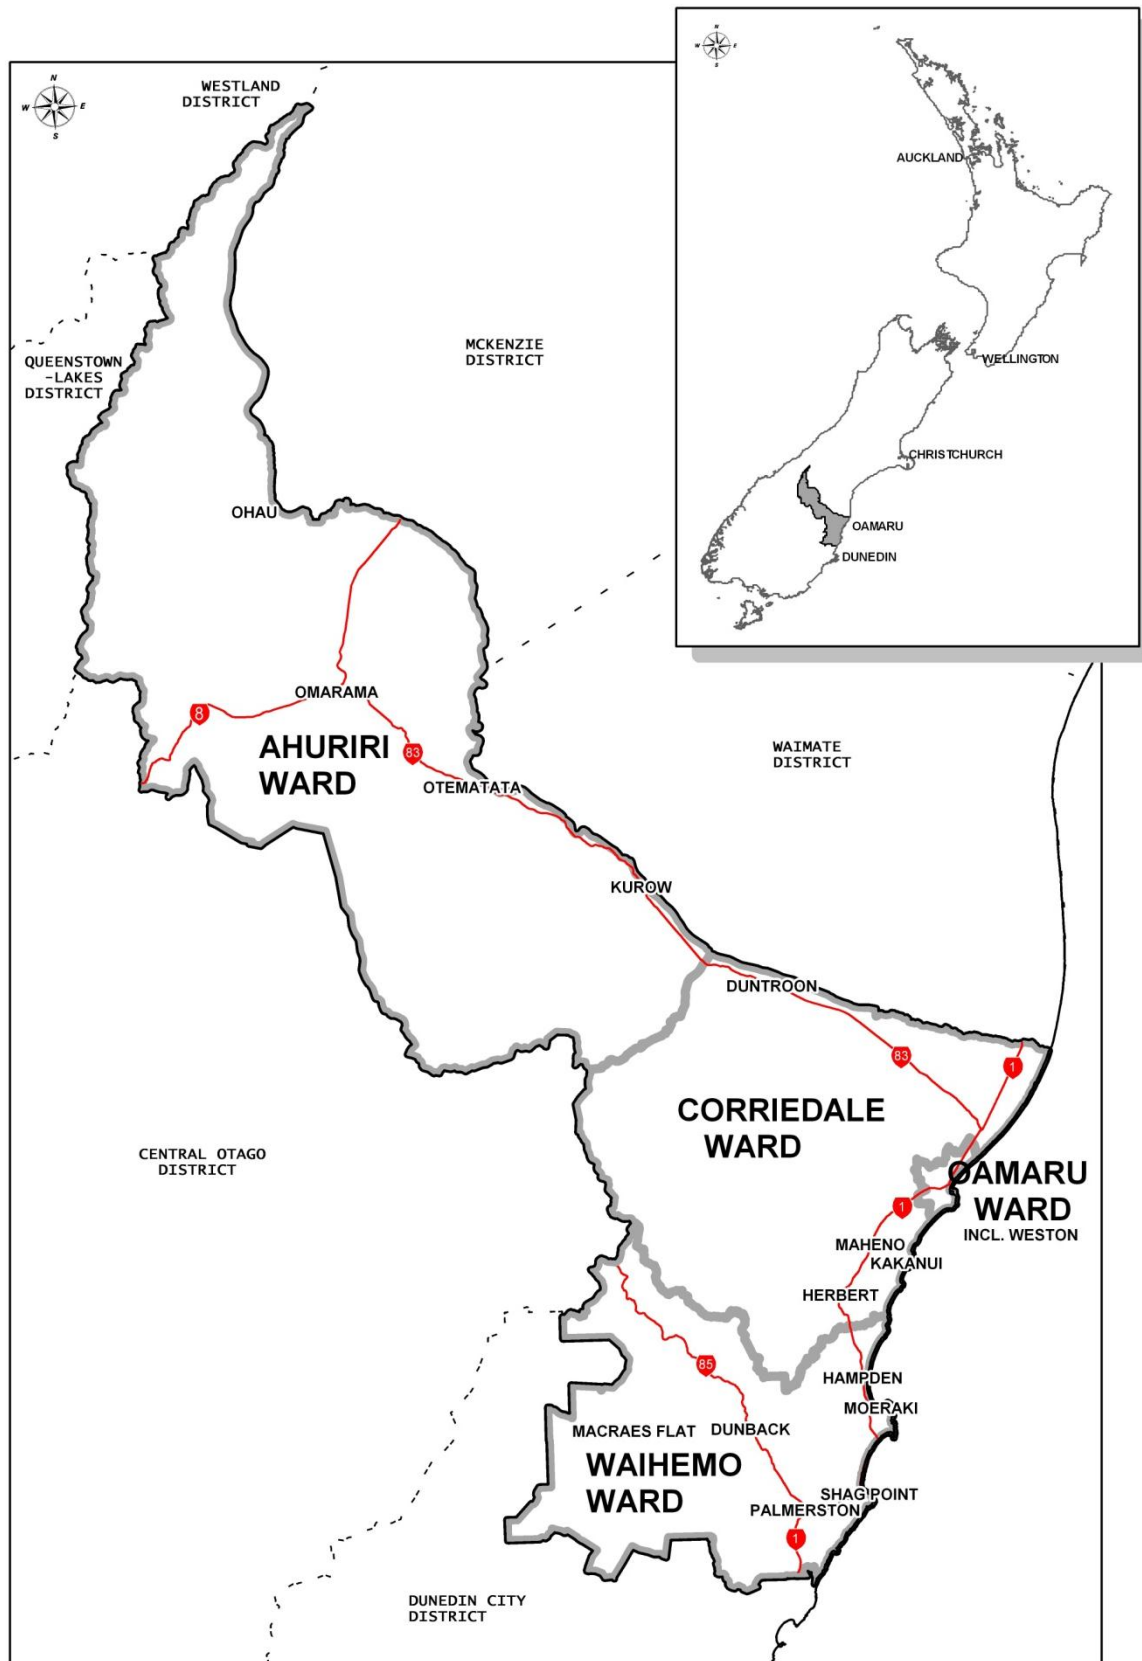 N
W E
S
WESTLAND
DISTRICT
QUEENSTOWN
-LAKES
DISTRICT
MCKENZIE
DISTRICT
OHAU
OMARAMA
8
83
AHURIRI
WARD
OTEMATATA
WAIMATE
DISTRICT
KUROW
DUNTROON
83
1
CORRIEDALE
WARD
CENTRAL OTAGO
DISTRICT
OAMARU
WARD
INCL. WESTON
1
MAHENO
KAKANUI
HERBERT
85
HAMPDEN
MOERAKI
MACRAES FLAT
DUNBACK
WAIHEMO
WARD
SHAG POINT
PALMERSTON
1
DUNEDIN CITY
DISTRICT
N
W E
S
AUCKLAND
WELLINGTON
CHRISTCHURCH
OAMARU
DUNEDIN